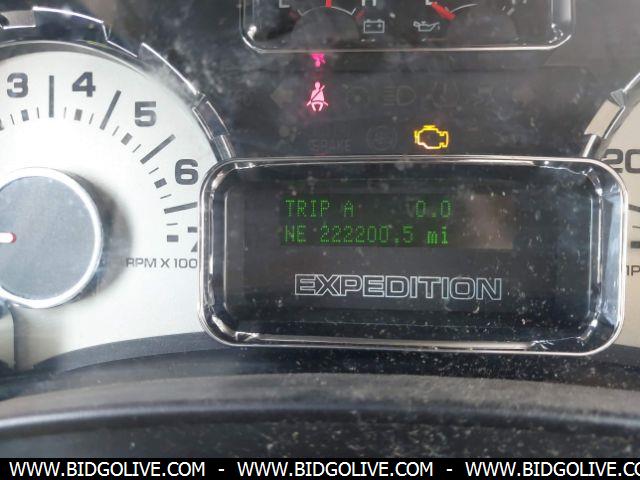 E H L
3 4 5 6 7
BRAKE
20
TRIP A 0.0
NE 222200.5 mi
RPM X 100
EXPEDITION
WWW.BIDGOLIVE.COM - WWW.BIDGOLIVE.COM - WWW.BIDGOLIVE.COM